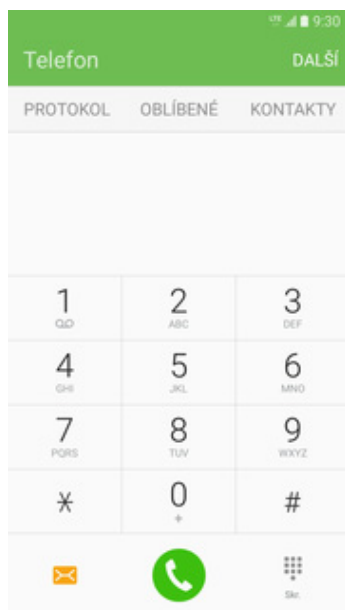 LTE 9:30
Telefon DALŠÍ
PROTOKOL OBLÍBENÉ KONTAKTY
1 2 3
ABC DEF
4 5 6
GHI JKL MNO
7 8 9
PQRS TUV WXYZ
* 0 #
+
Skr.